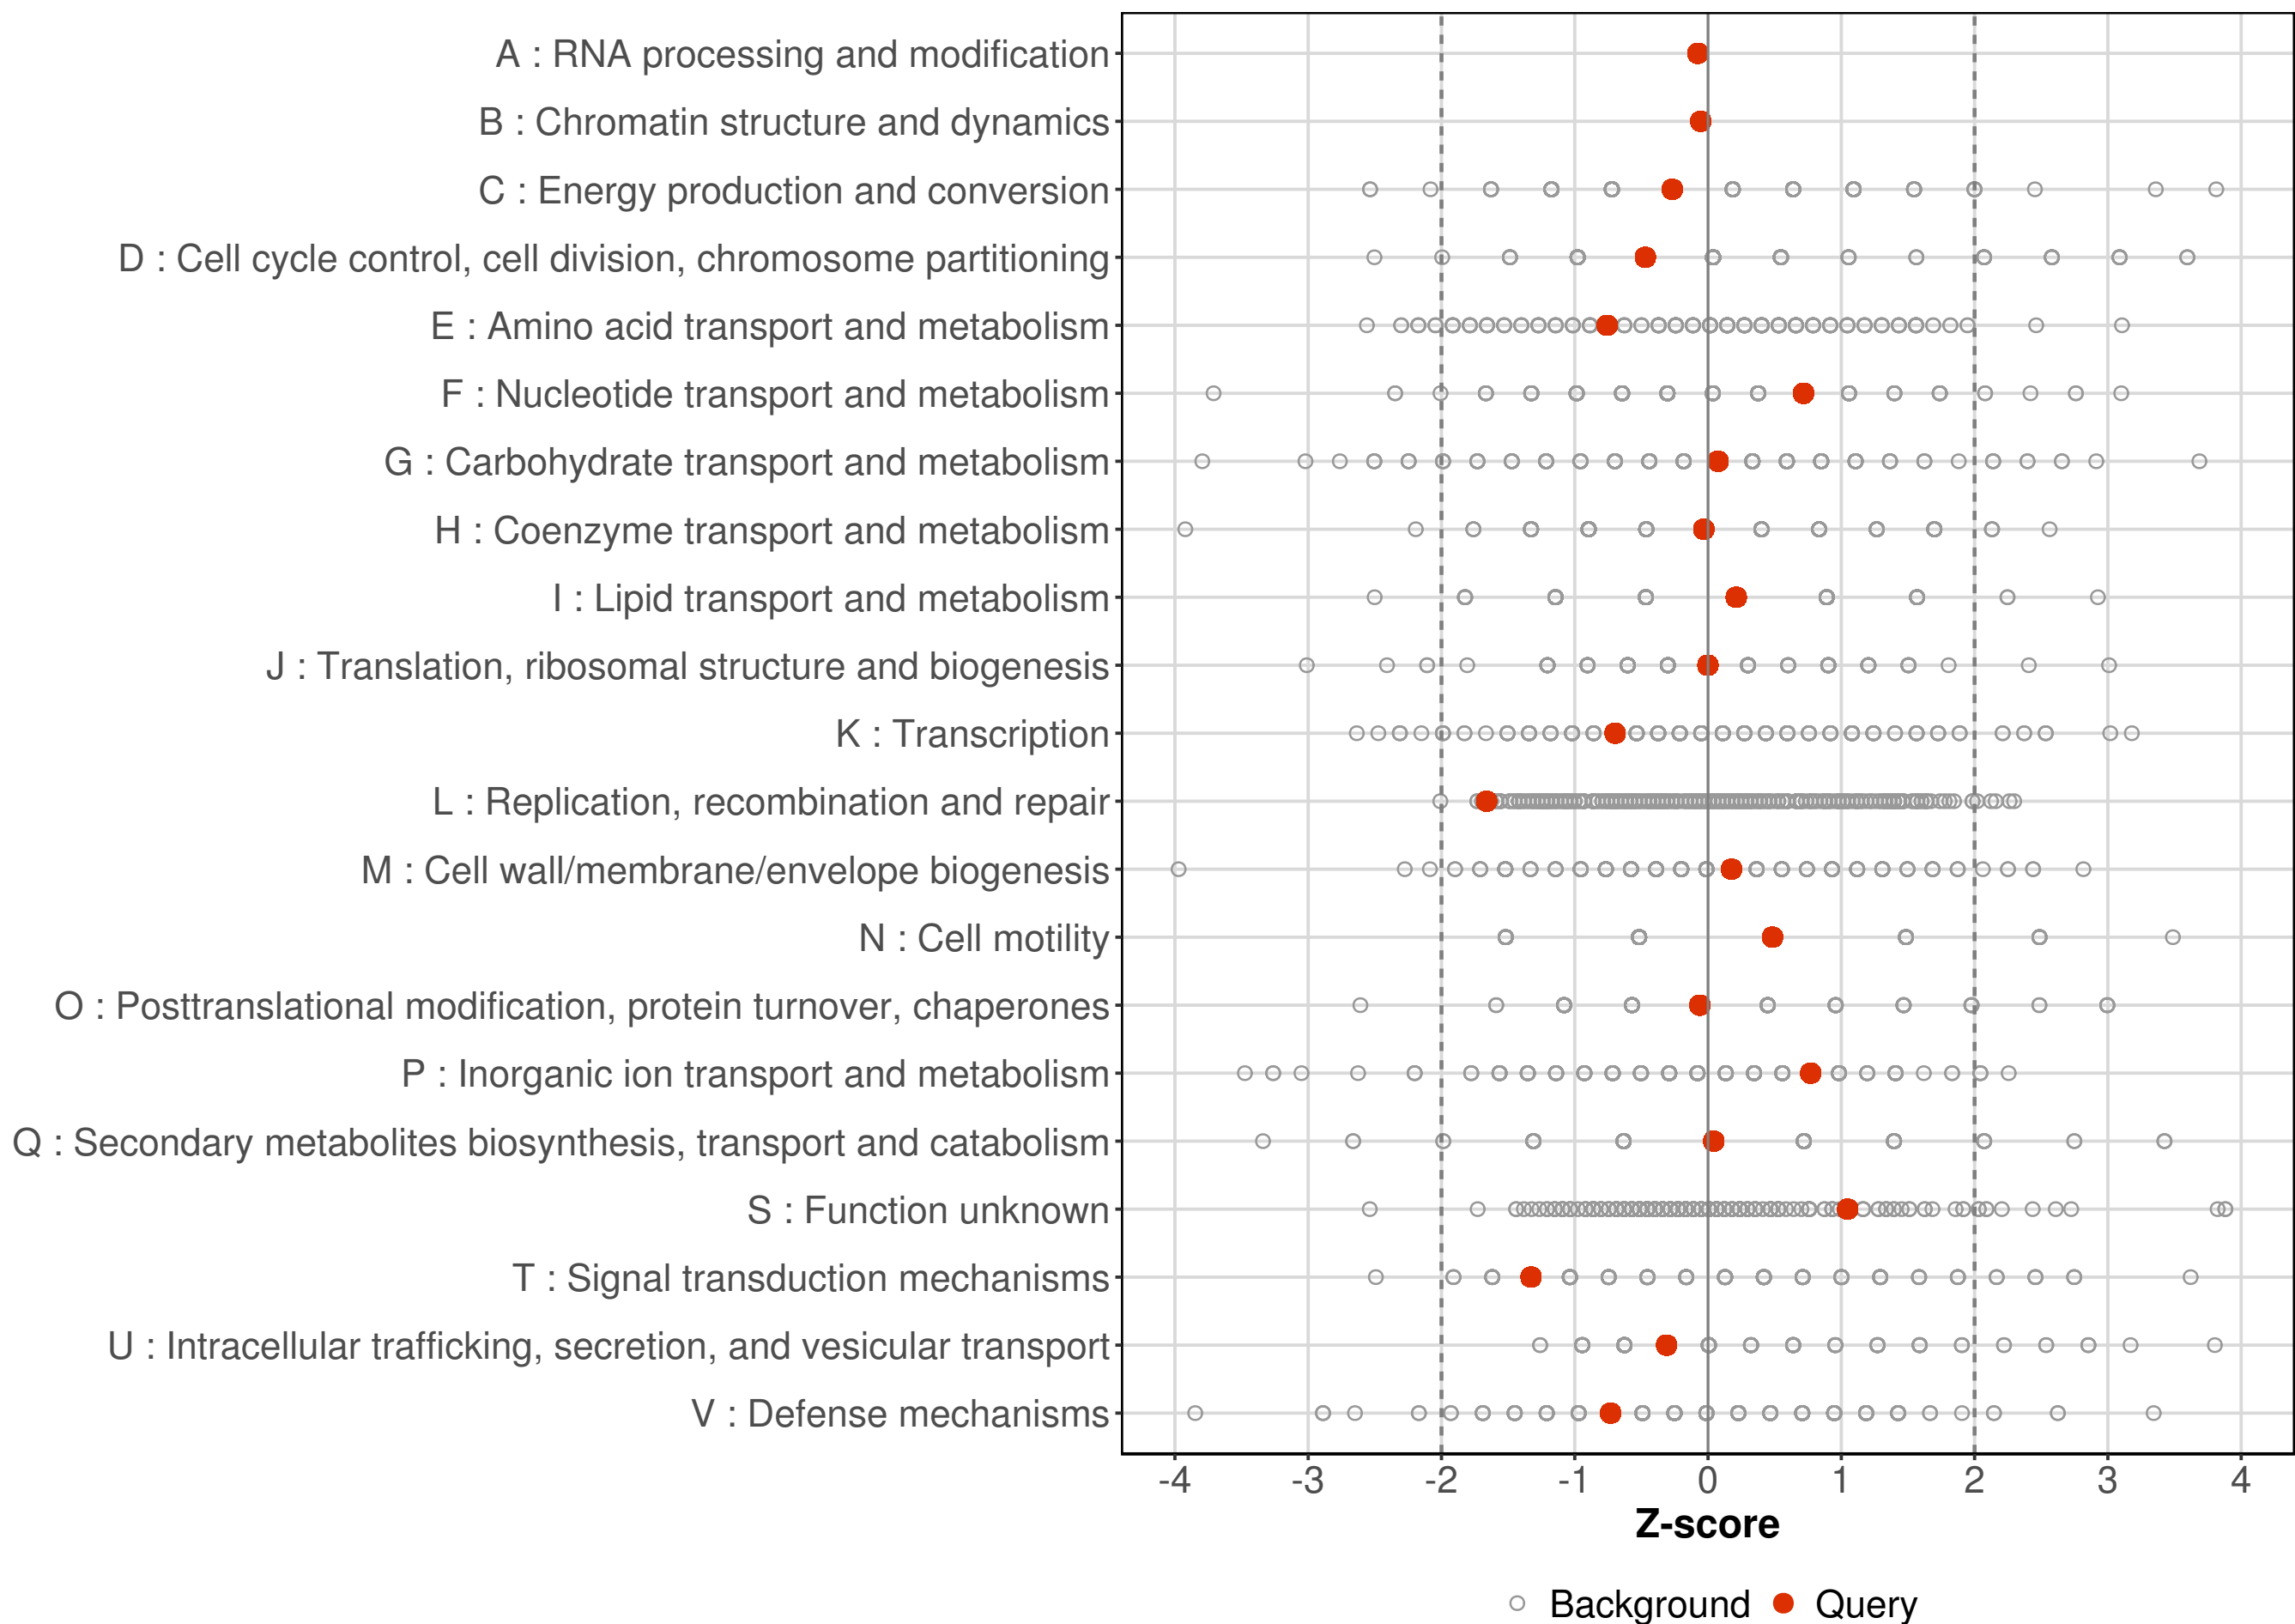 A : RNA processing and modification
B : Chromatin structure and dynamics
C : Energy production and conversion
D : Cell cycle control, cell division, chromosome partitioning
E : Amino acid transport and metabolism
F : Nucleotide transport and metabolism
G : Carbohydrate transport and metabolism
H : Coenzyme transport and metabolism
I : Lipid transport and metabolism
J : Translation, ribosomal structure and biogenesis
K : Transcription
L : Replication, recombination and repair
M : Cell wall/membrane/envelope biogenesis
N : Cell motility
O : Posttranslational modification, protein turnover, chaperones
P : Inorganic ion transport and metabolism
Q : Secondary metabolites biosynthesis, transport and catabolism
S : Function unknown
T : Signal transduction mechanisms
U : Intracellular trafficking, secretion, and vesicular transport
V : Defense mechanisms
-4 -3 -2 -1 0 1 2 3 4
Z-score
Background Query